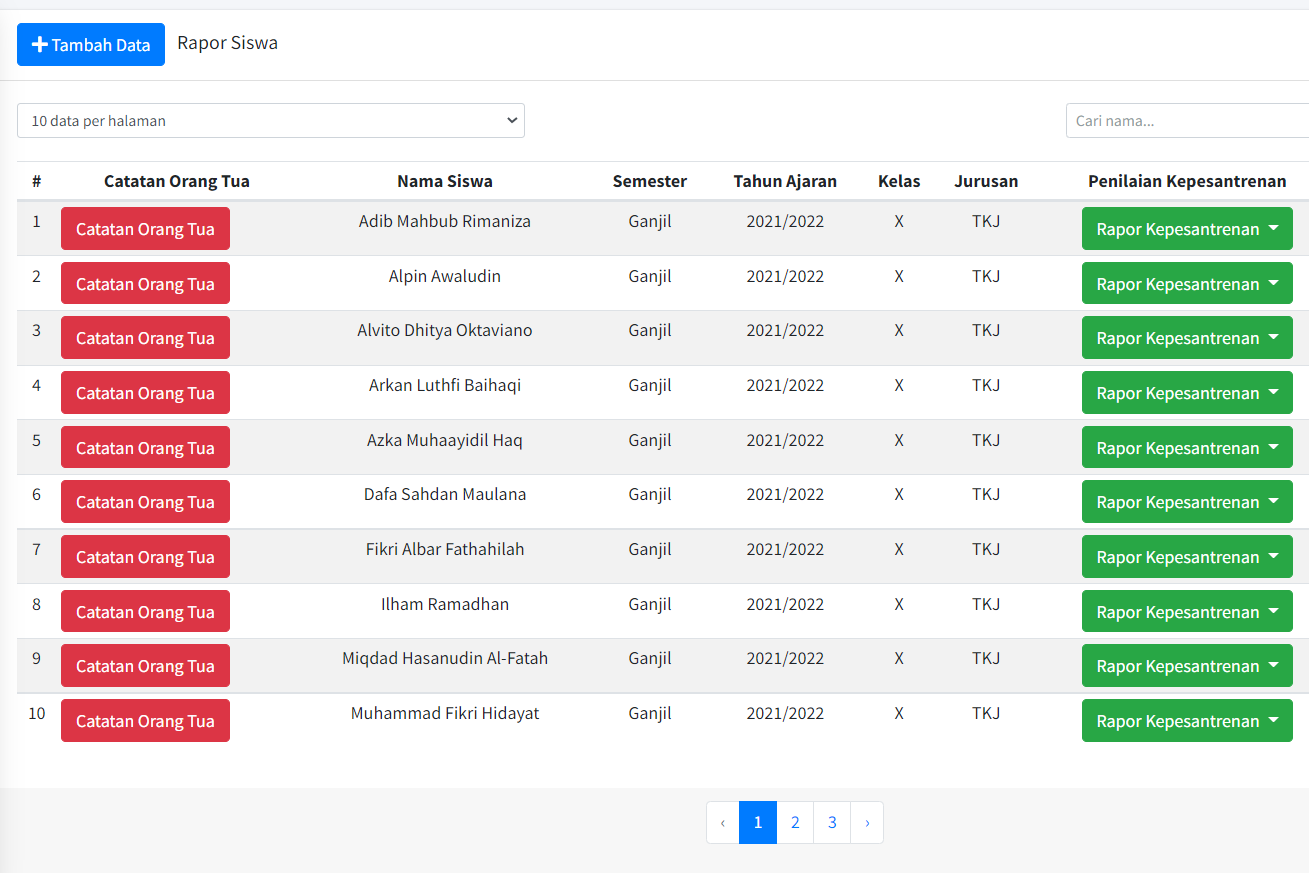 Tambah Data Rapor Siswa
10 data per halaman Cari nama...
# Catatan Orang Tua Nama Siswa Semester Tahun Ajaran Kelas Jurusan Penilaian Kepesantrenan
1 Catatan Orang Tua Adib Mahbub Rimaniza Ganjil 2021/2022 X TKJ Rapor Kepesantrenan
2 Catatan Orang Tua Alpin Awaludin Ganjil 2021/2022 X TKJ Rapor Kepesantrenan
3 Catatan Orang Tua Alvito Dhitya Oktaviano Ganjil 2021/2022 X TKJ Rapor Kepesantrenan
4 Catatan Orang Tua Arkan Luthfi Baihaqi Ganjil 2021/2022 X TKJ Rapor Kepesantrenan
5 Catatan Orang Tua Azka Muhaayidil Haq Ganjil 2021/2022 X TKJ Rapor Kepesantrenan
6 Catatan Orang Tua Dafa Sahdan Maulana Ganjil 2021/2022 X TKJ Rapor Kepesantrenan
7 Catatan Orang Tua Fikri Albar Fathahilah Ganjil 2021/2022 X TKJ Rapor Kepesantrenan
8 Catatan Orang Tua Ilham Ramadhan Ganjil 2021/2022 X TKJ Rapor Kepesantrenan
9 Catatan Orang Tua Miqdad Hasanudin Al-Fatah Ganjil 2021/2022 X TKJ Rapor Kepesantrenan
10 Catatan Orang Tua Muhammad Fikri Hidayat Ganjil 2021/2022 X TKJ Rapor Kepesantrenan
‹ 1 2 3 ›